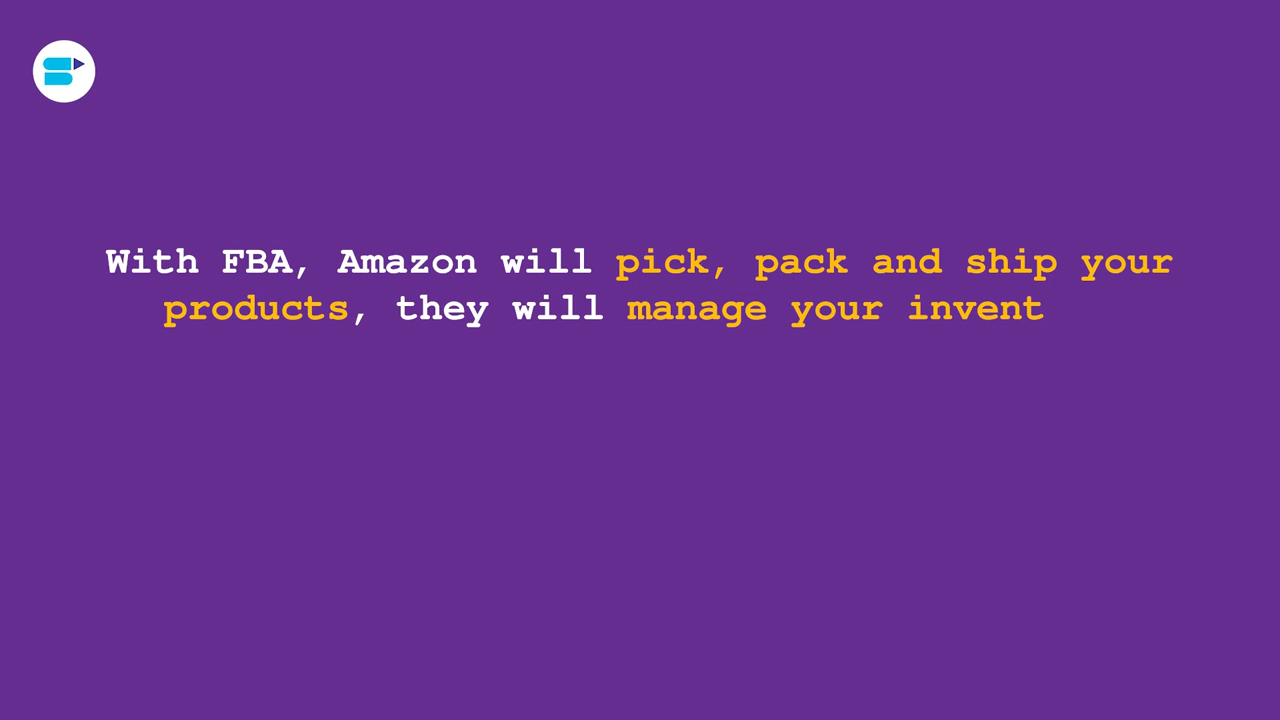 With FBA, Amazon will pick, pack and ship your
products, they will manage your invent